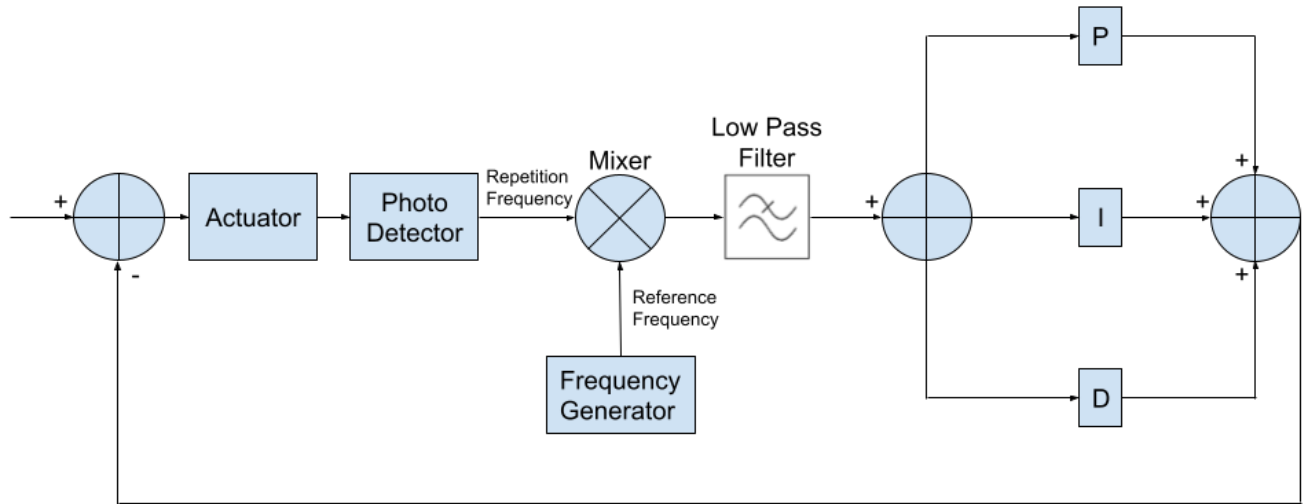 P
Low Pass
Filter
Mixer
+
Repetition
Frequency
+
+
+
Actuator
Photo
Detector
I
-
+
Reference
Frequency
Frequency
Generator
D